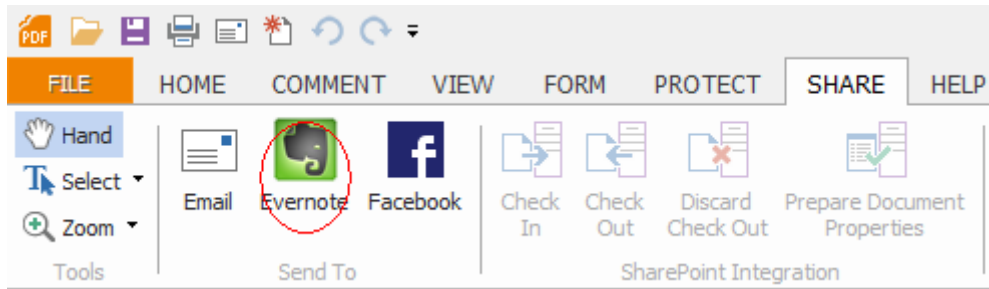 PDF
FILE HOME COMMENT VIEW FORM PROTECT SHARE HELP
Hand
Select
Zoom
Tools
Email Evernote Facebook
Send To
Check In
Check Out
Discard Check Out
Prepare Document Properties
SharePoint Integration